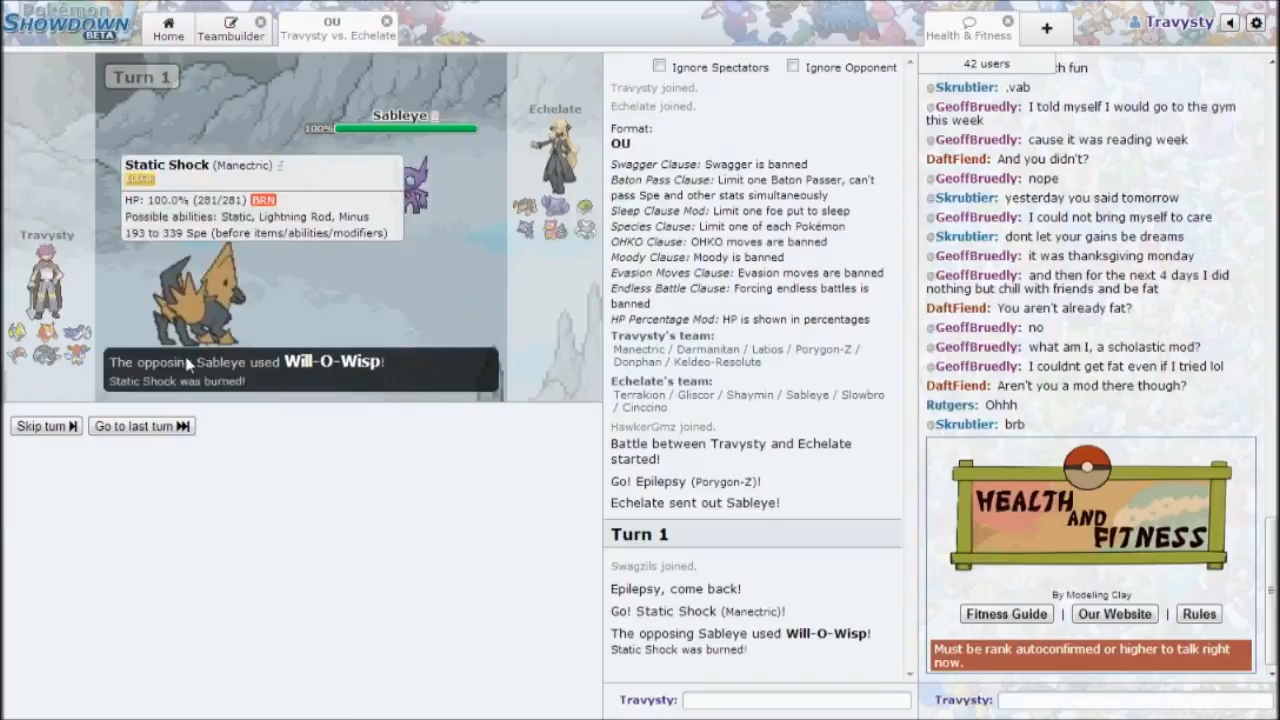 Pokémon
SHOWDOWN
BETA
Home
Teambuilder
OU
Travysty vs. Echelate
Health & Fitness
+
Travysty
Turn 1
Sableye
100%
Static Shock (Manectric)
HP: 100.0% (281/281) BRN
Possible abilities: Static, Lightning Rod, Minus
193 to 339 Spe (before items/abilities/modifiers)
Travysty
Echelate
The opposing Sableye used Will-O-Wisp!
Static Shock was burned!
Skip turn
Go to last turn
Ignore Spectators
Ignore Opponent
Travysty joined.
Echelate joined.
Format:
OU
Swagger Clause: Swagger is banned
Baton Pass Clause: Limit one Baton Passer, can't
pass Spe and other stats simultaneously
Sleep Clause Mod: Limit one foe put to sleep
Species Clause: Limit one of each Pokémon
OHKO Clause: OHKO moves are banned
Moody Clause: Moody is banned
Evasion Moves Clause: Evasion moves are banned
Endless Battle Clause: Forcing endless battles is
banned
HP Percentage Mod: HP is shown in percentages
Travysty's team:
Manectric / Darmanitan / Latios / Porygon-Z /
Donphan / Keldeo-Resolute
Echelate's team:
Terrakion / Gliscor / Shaymin / Sableye / Slowbro
/ Cinccino
HawkerGmz joined.
Battle between Travysty and Echelate
started!
Go! Epilepsy (Porygon-Z)!
Echelate sent out Sableye!
Turn 1
Swagzils joined.
Epilepsy, come back!
Go! Static Shock (Manectric)!
The opposing Sableye used Will-O-Wisp!
Static Shock was burned!
Travysty:
42 users
h fun
@Skrubtier: .vab
@GeoffBruedly: I told myself I would go to the gym
this week
@GeoffBruedly: cause it was reading week
DaftFiend: And you didn't?
@GeoffBruedly: nope
@Skrubtier: yesterday you said tomorrow
@GeoffBruedly: I could not bring myself to care
@Skrubtier: dont let your gains be dreams
@GeoffBruedly: it was thanksgiving monday
@GeoffBruedly: and then for the next 4 days I did
nothing but chill with friends and be fat
DaftFiend: You aren't already fat?
@GeoffBruedly: no
@GeoffBruedly: what am I, a scholastic mod?
@GeoffBruedly: I couldnt get fat even if I tried lol
DaftFiend: Aren't you a mod there though?
Rutgers: Ohhh
@Skrubtier: brb
HEALTH
AND
FITNESS
By Modeling Clay
Fitness Guide | Our Website | Rules
Must be rank autoconfirmed or higher to talk right
now.
Travysty: